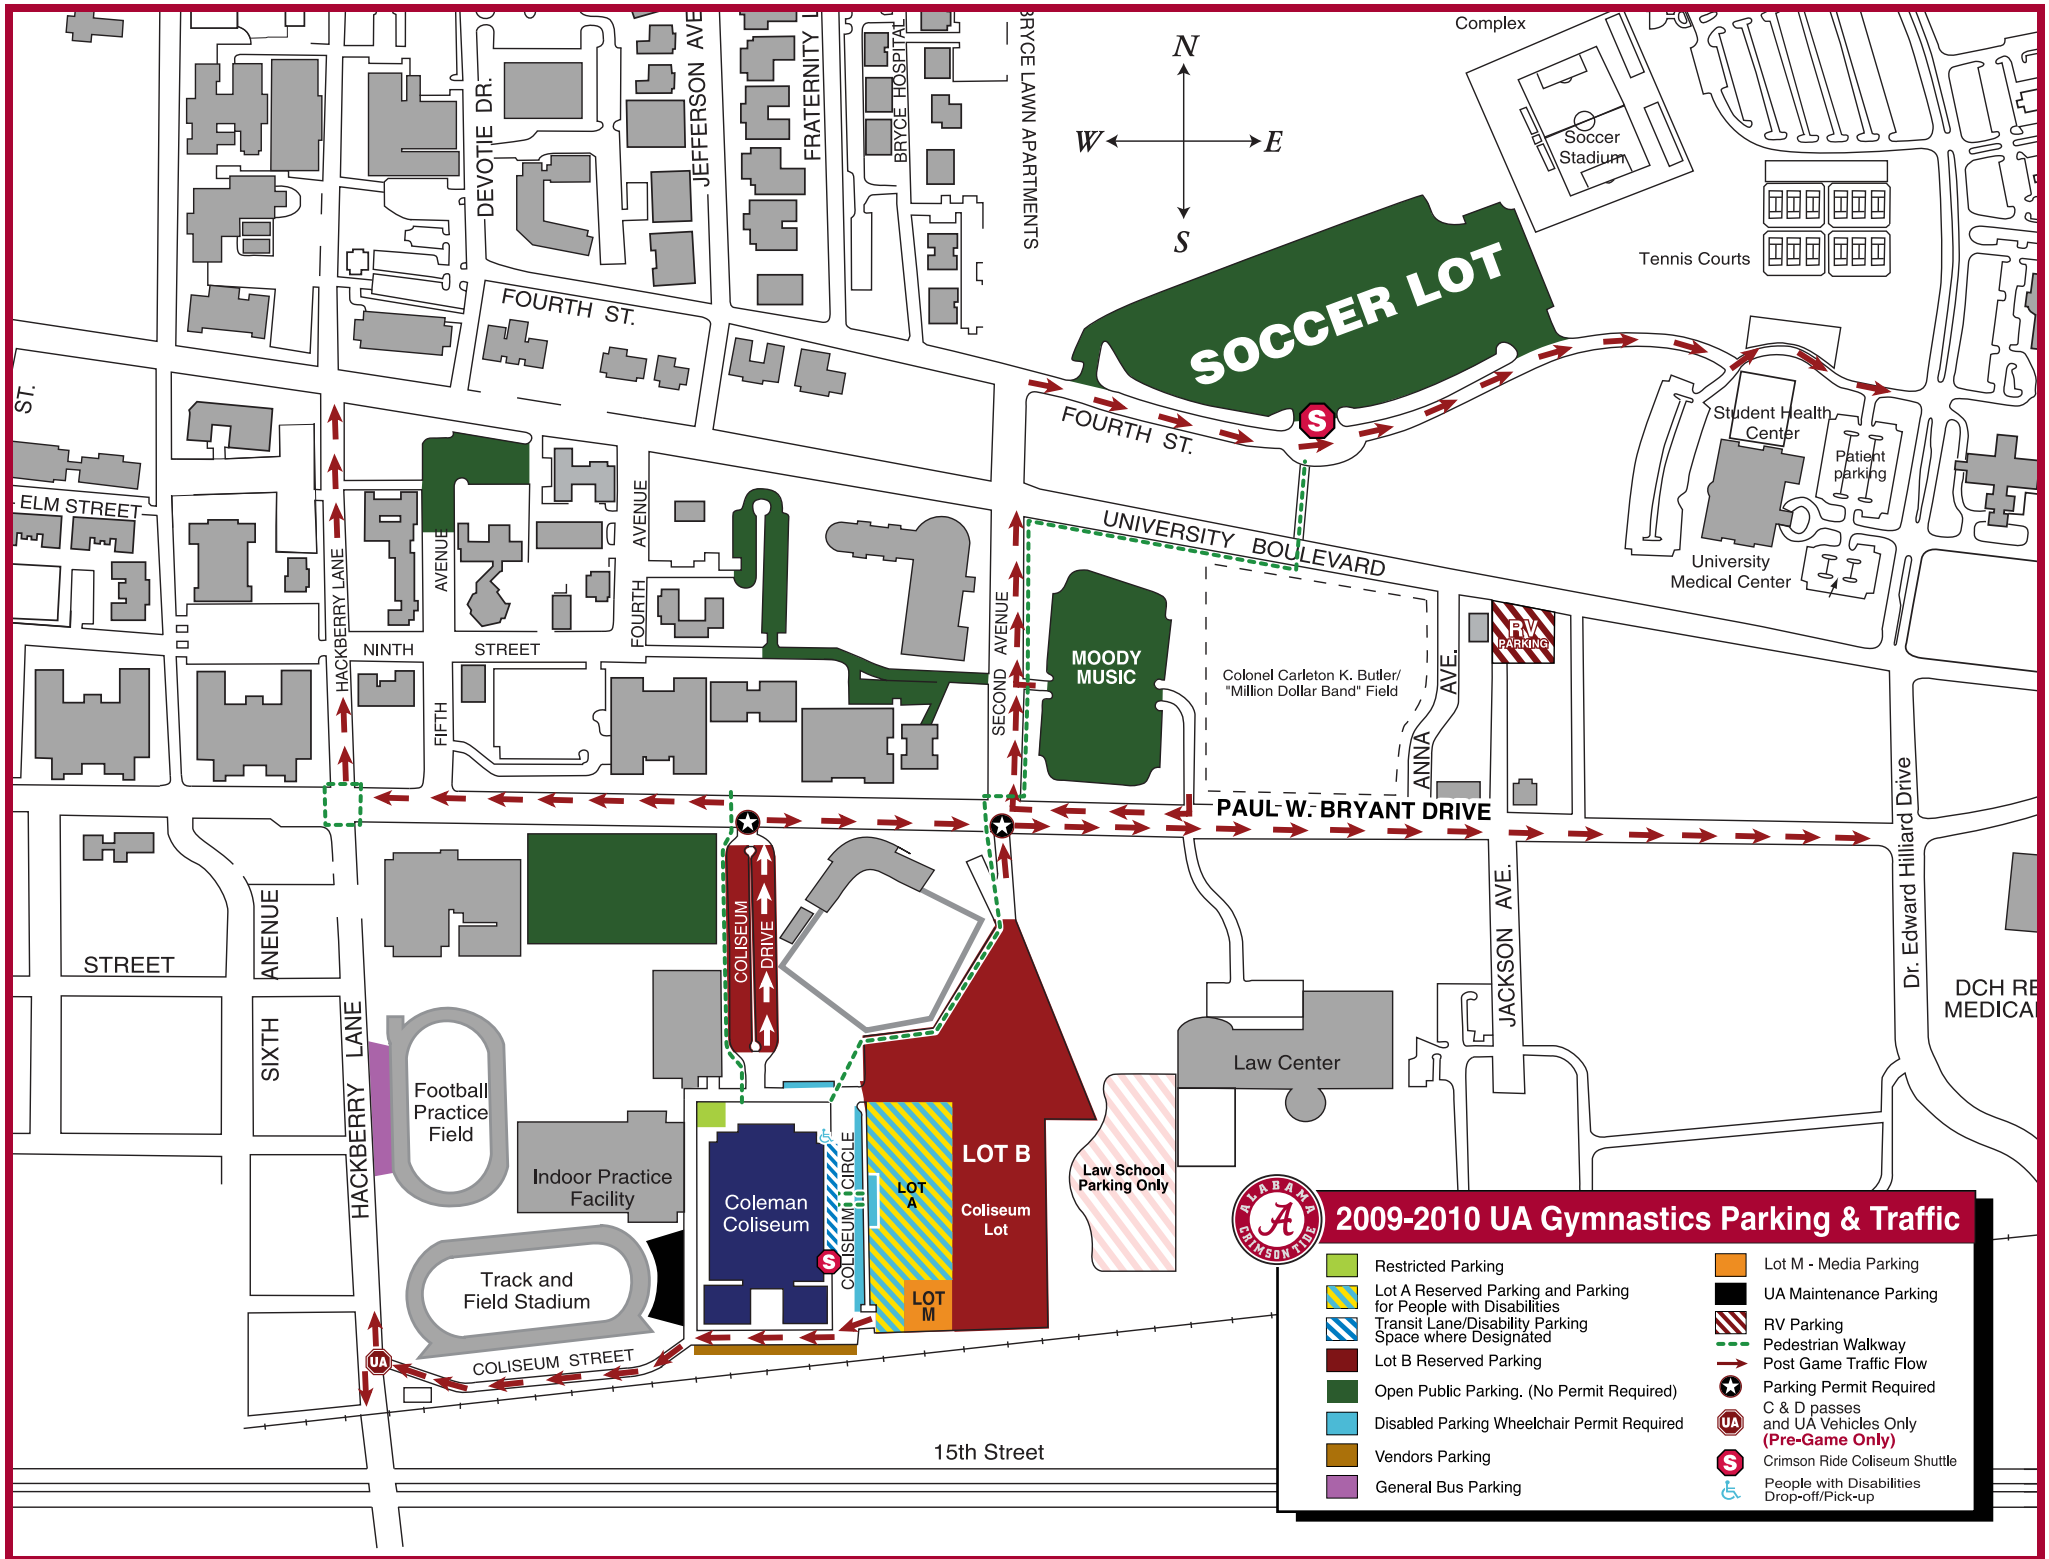 Complex
BRYCE HOSPITAL
BRYCE LAWN APARTMENTS
JEFFERSON AVE
FRATERNITY L
DEVOTIE DR.
N
W
E
S
Soccer
Stadium
Tennis Courts
SOCCER LOT
FOURTH ST.
FOURTH ST.
S
ST.
Student Health
Center
Patient
parking
ELM STREET
UNIVERSITY BOULEVARD
University
Medical Center
HACKBERRY LANE
AVENUE
FIFTH
AVENUE
FOURTH
SECOND AVENUE
NINTH STREET
MOODY
MUSIC
Colonel Carleton K. Butler/
"Million Dollar Band" Field
ANNA AVE.
RV
PARKING
PAUL W. BRYANT DRIVE
Dr. Edward Hilliard Drive
JACKSON AVE.
STREET
SIXTH ANENUE
HACKBERRY LANE
COLISEUM
DRIVE
DCH RE
MEDICA
Law Center
Football
Practice
Field
Indoor Practice
Facility
Coleman
Coliseum
COLISEUM CIRCLE
LOT
A
LOT B
Coliseum
Lot
Law School
Parking Only
S
LOT
M
Track and
Field Stadium
COLISEUM STREET
UA
15th Street
ALABAMA
A
CRIMSON TIDE
2009-2010 UA Gymnastics Parking & Traffic
Restricted Parking
Lot A Reserved Parking and Parking
for People with Disabilities
Transit Lane/Disability Parking
Space where Designated
Lot B Reserved Parking
Open Public Parking. (No Permit Required)
Disabled Parking Wheelchair Permit Required
Vendors Parking
General Bus Parking
Lot M - Media Parking
UA Maintenance Parking
RV Parking
Pedestrian Walkway
Post Game Traffic Flow
Parking Permit Required
UA
C & D passes
and UA Vehicles Only
(Pre-Game Only)
S
Crimson Ride Coliseum Shuttle
People with Disabilities
Drop-off/Pick-up